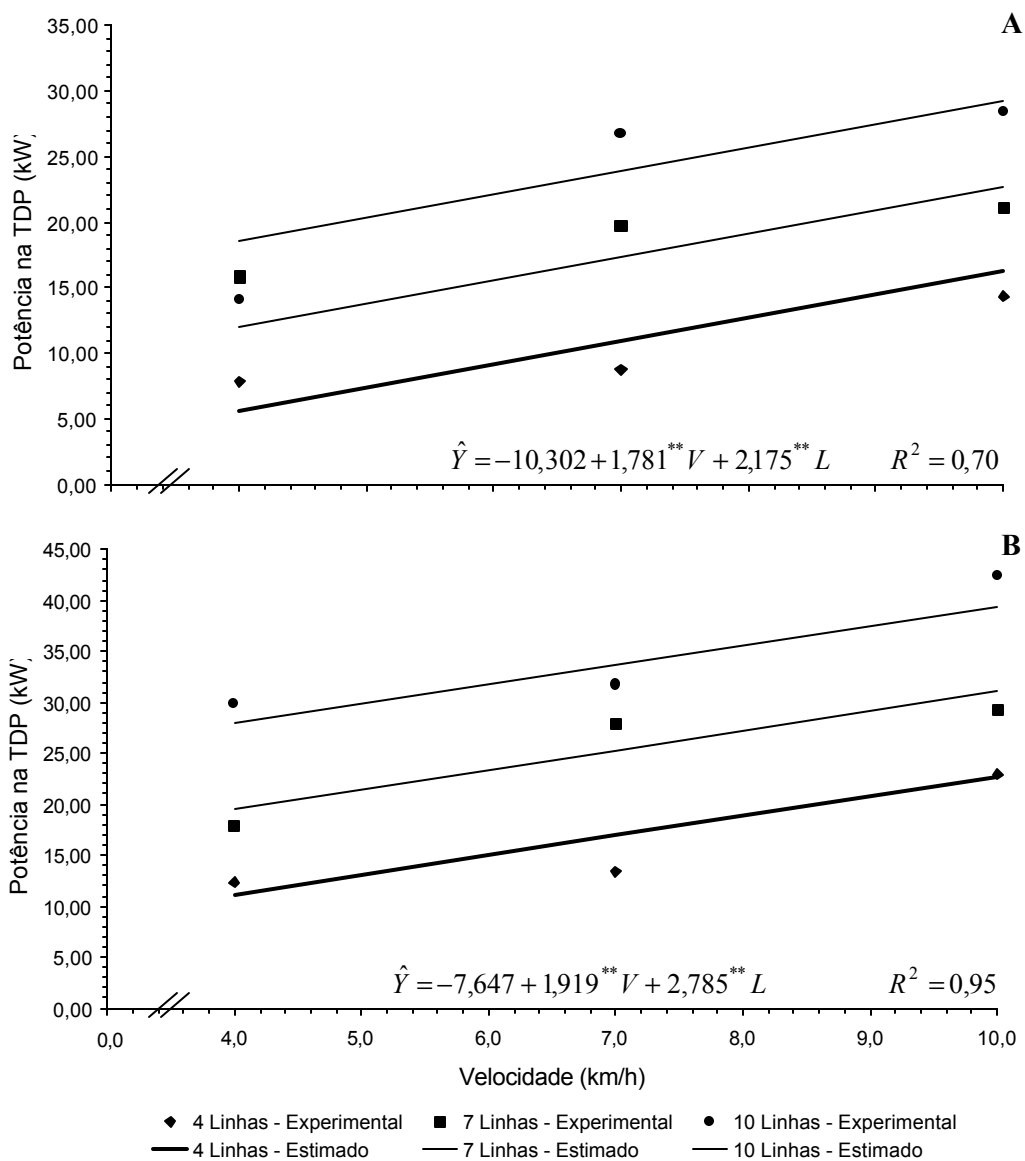 A
35,00
30,00
25,00
20,00
15,00
10,00
5,00
0,00
Potência na TDP (kW)
Ŷ = −10,302 + 1,781** V + 2,175** L R² = 0,70
B
45,00
40,00
35,00
30,00
25,00
20,00
15,00
10,00
5,00
0,00
Potência na TDP (kW)
Ŷ = −7,647 + 1,919** V + 2,785** L R² = 0,95
0,0 4,0 5,0 6,0 7,0 8,0 9,0 10,0
Velocidade (km/h)
4 Linhas - Experimental 7 Linhas - Experimental 10 Linhas - Experimental
4 Linhas - Estimado 7 Linhas - Estimado 10 Linhas - Estimado